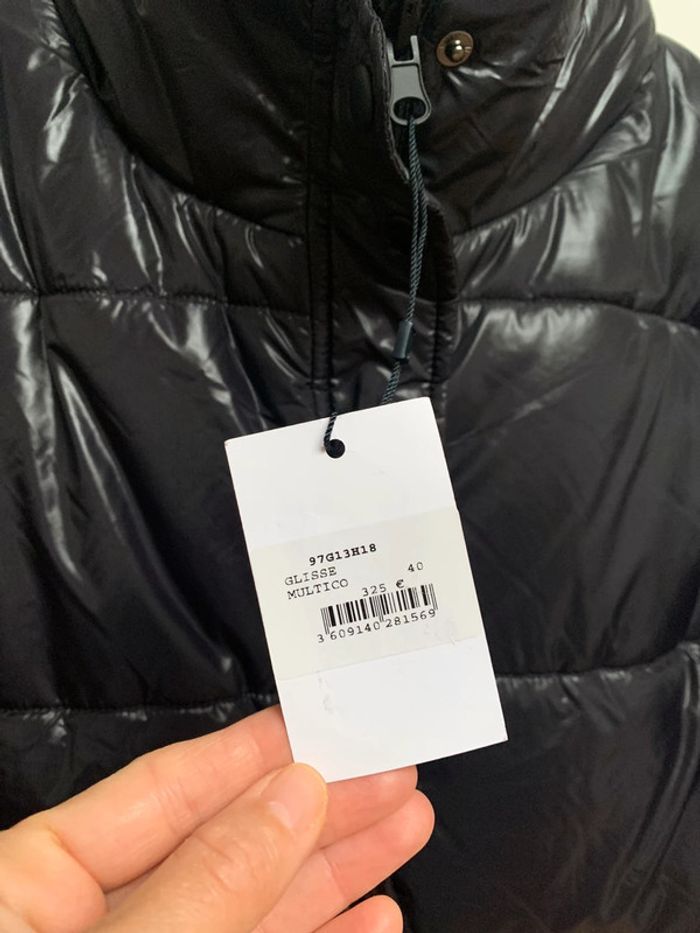 97G13H18
GLISSE 40
MULTICO
325 €
3 609140 281569